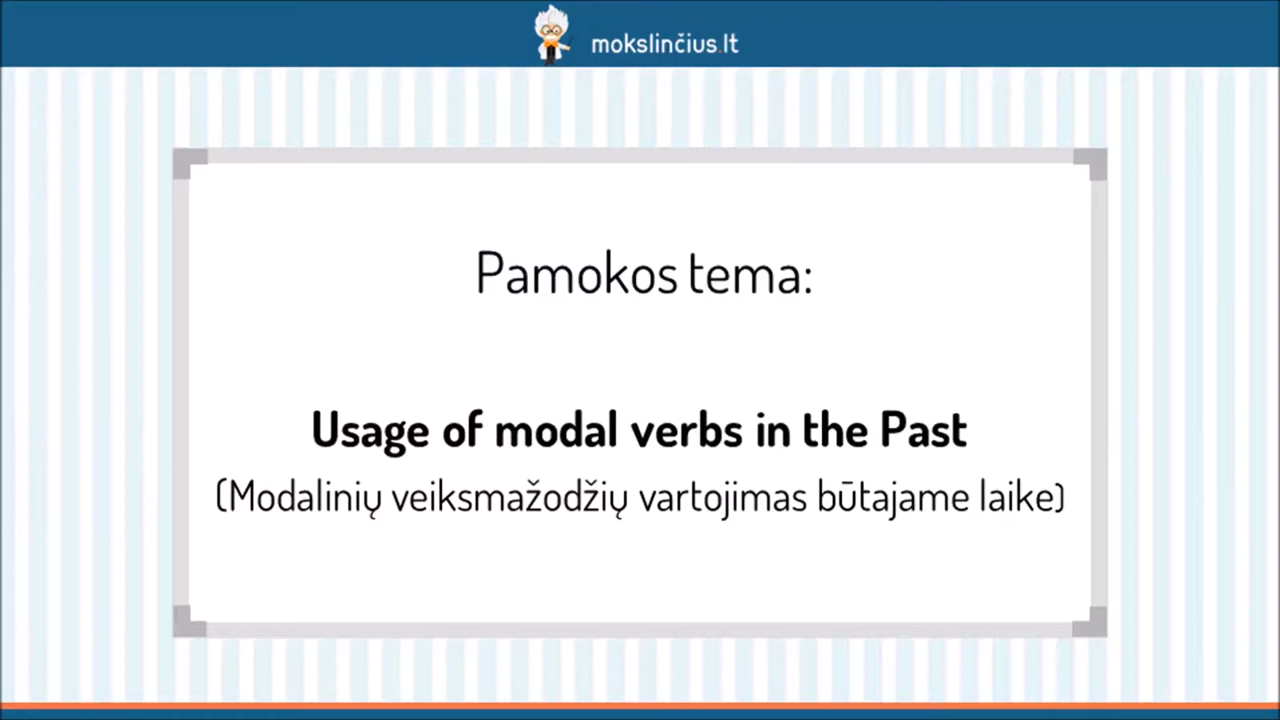 mokslinčius.lt
Pamokos tema:
Usage of modal verbs in the Past
(Modalinių veiksmažodžių vartojimas būtajame laike)